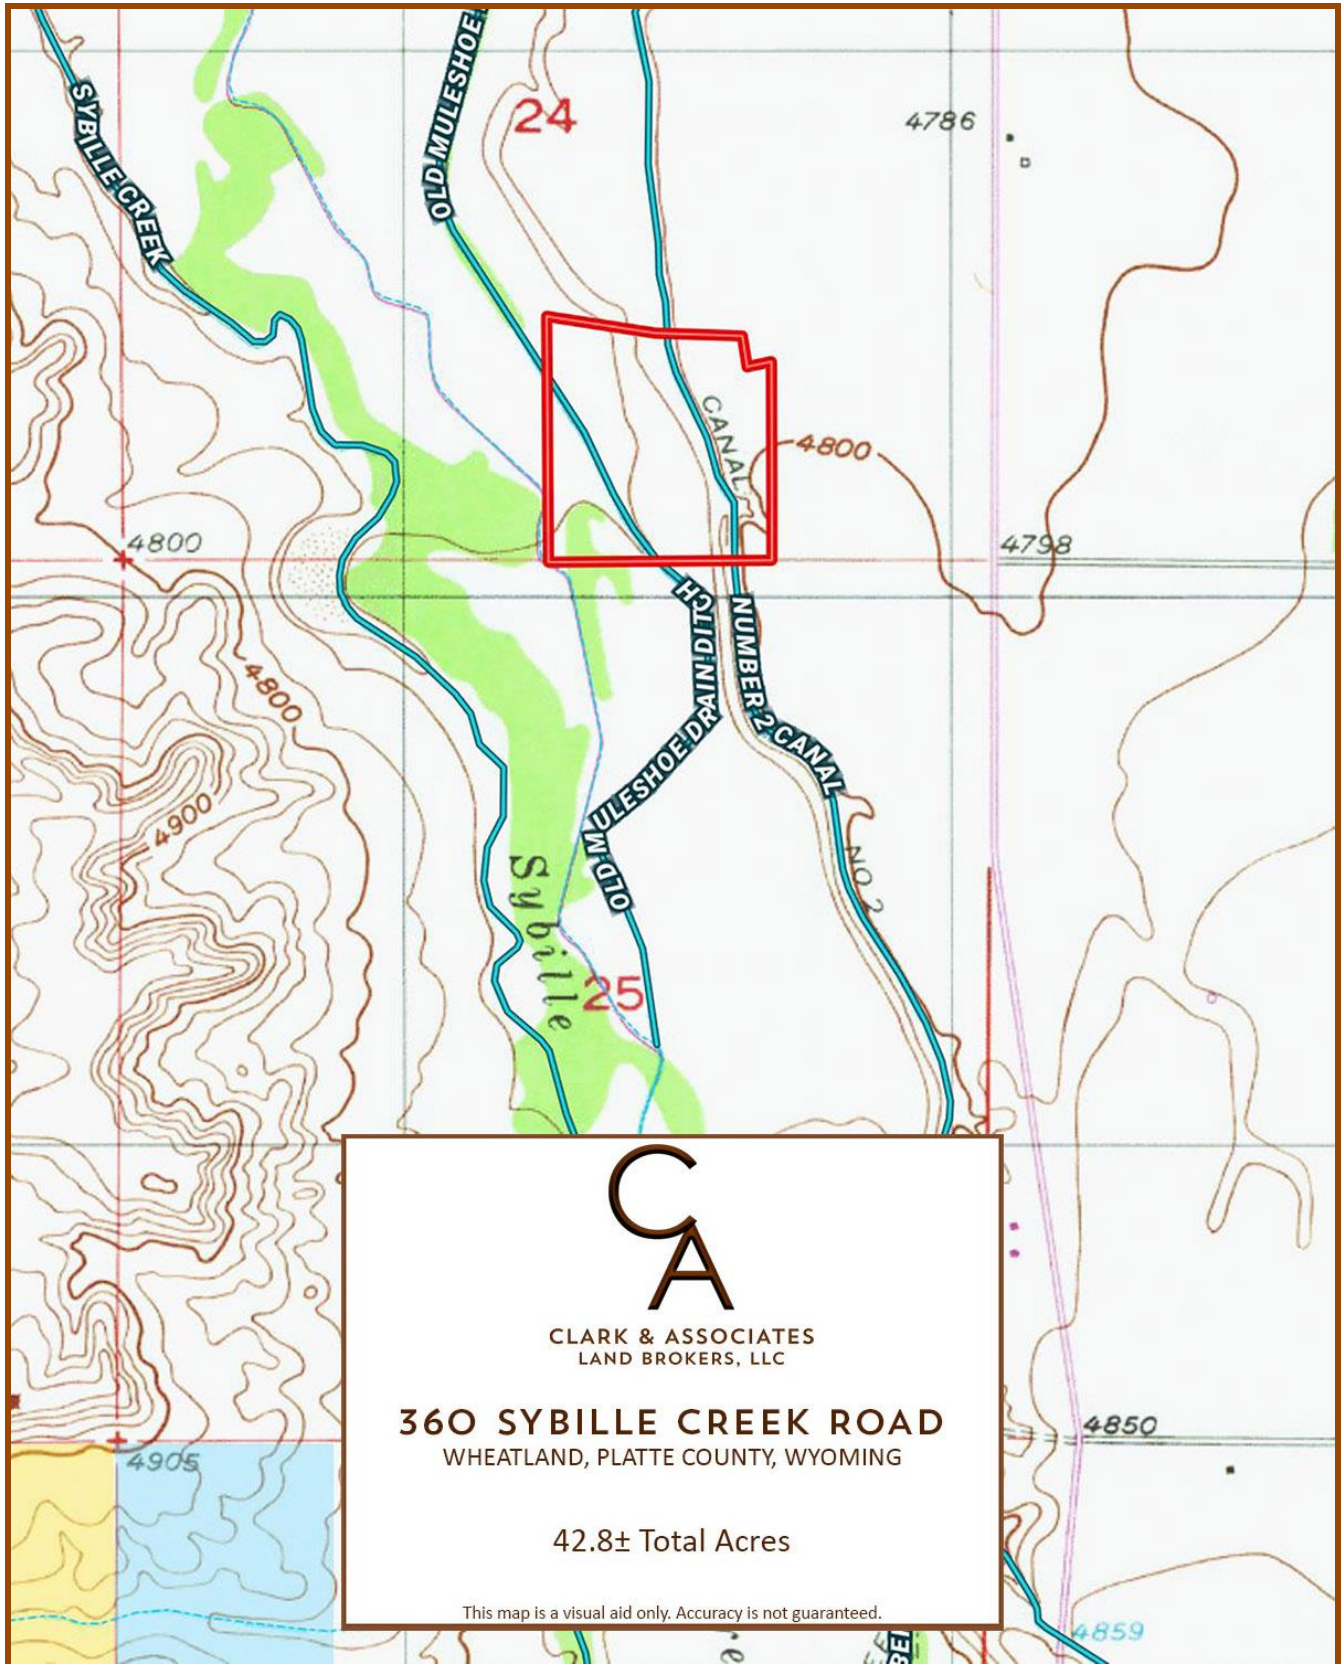 SYBILLE CREEK
OLD MULESHOE
24
4786
CANAL
4800
4800
4798
OLD MULESHOE DRAIN DITCH
NUMBER 2 CANAL
4800
4900
NO 2
Sybille
25
CA
CLARK & ASSOCIATES
LAND BROKERS, LLC
360 SYBILLE CREEK ROAD
WHEATLAND, PLATTE COUNTY, WYOMING
42.8± Total Acres
This map is a visual aid only. Accuracy is not guaranteed.
4905
4850
4859